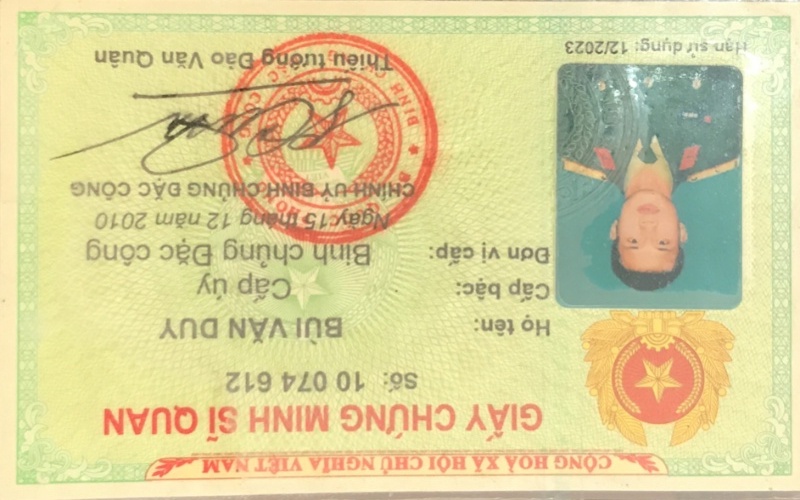 CỘNG HOÀ XÃ HỘI CHỦ NGHĨA VIỆT NAM
GIẤY CHỨNG MINH SĨ QUAN
Số: 10 074 612
Họ tên: BÙI VĂN DUY
Cấp bậc: Cấp úy
Đơn vị cấp: Binh chủng Đặc công
Ngày 15 tháng 12 năm 2010
CHÍNH UỶ BINH CHỦNG ĐẶC CÔNG
Thiếu tướng Đào Văn Quân
Hạn sử dụng: 12/2023